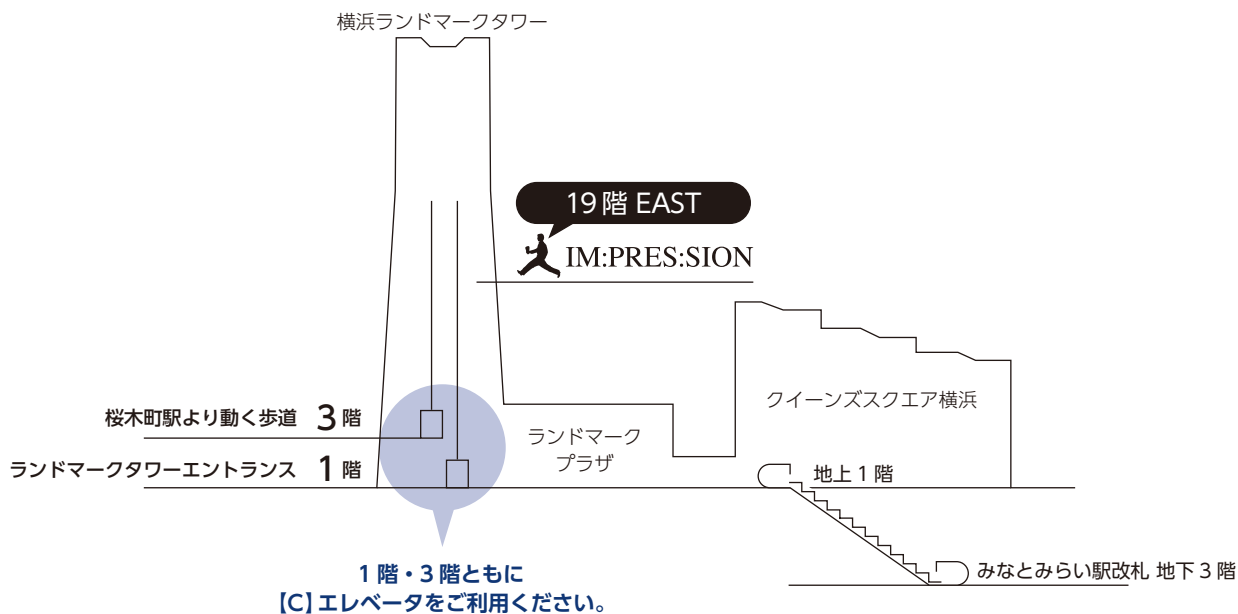 横浜ランドマークタワー
19階 EAST
IM:PRES:SION
桜木町駅より動く歩道 3階
ランドマークタワーエントランス 1階
ランドマーク
プラザ
クイーンズスクエア横浜
地上1階
みなとみらい駅改札 地下3階
1階・3階ともに
【C】エレベータをご利用ください。